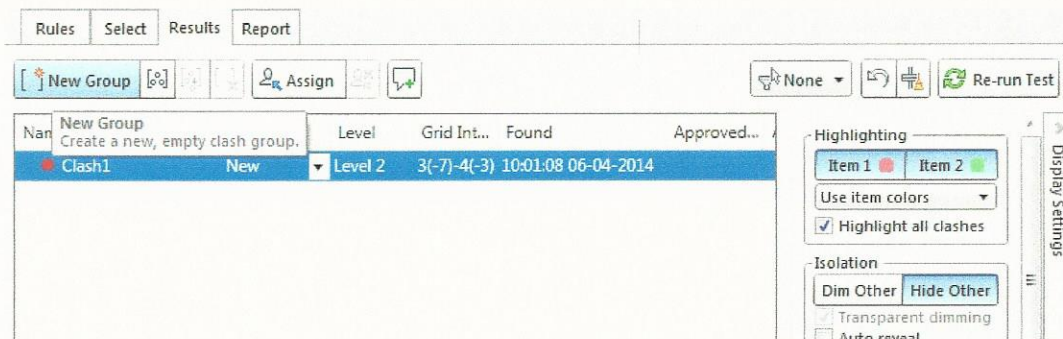 Rules Select Results Report
New Group Assign None Re-run Test
Level Grid Int... Found Approved...
New Group
Create a new, empty clash group.
Clash1 New Level 2 3(-7)-4(-3) 10:01:08 06-04-2014
Highlighting
Item 1 Item 2
Use item colors
Highlight all clashes
Isolation
Dim Other Hide Other
Transparent dimming
Auto reveal
Display Settings